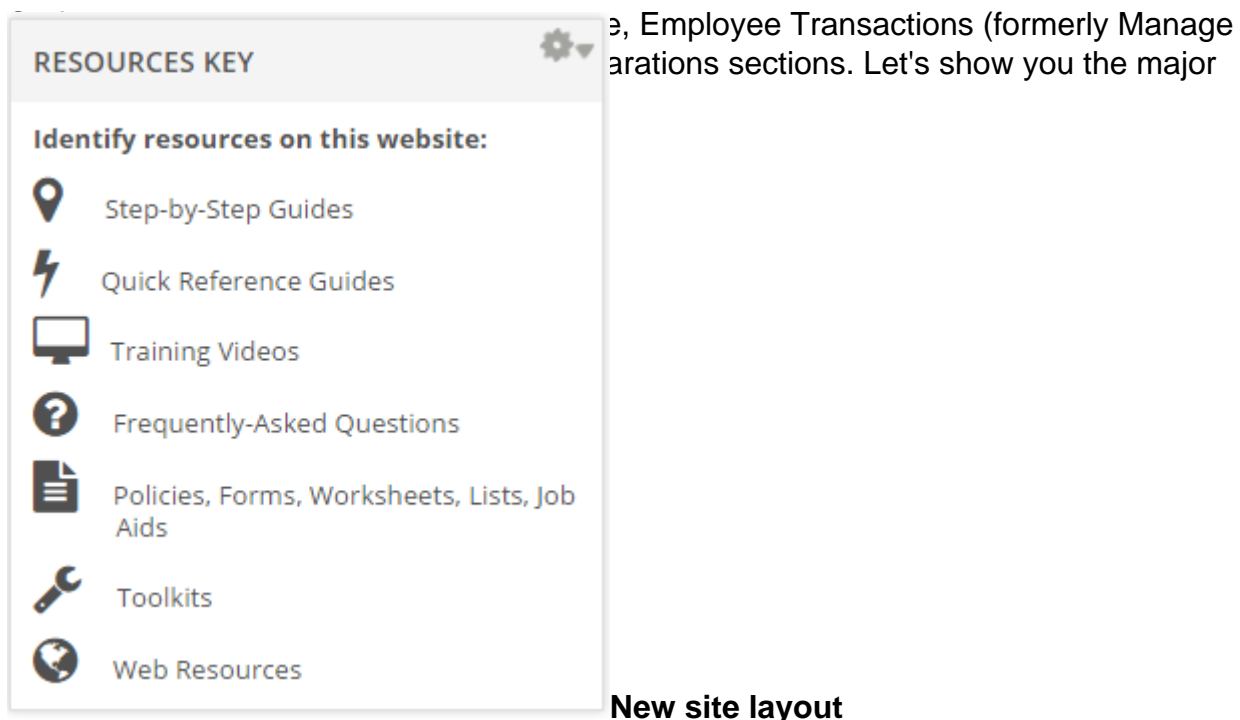 e, Employee Transactions (formerly Manage
arations sections. Let's show you the major
RESOURCES KEY
Identify resources on this website:
Step-by-Step Guides
Quick Reference Guides
Training Videos
Frequently-Asked Questions
Policies, Forms, Worksheets, Lists, Job
Aids
Toolkits
Web Resources
New site layout